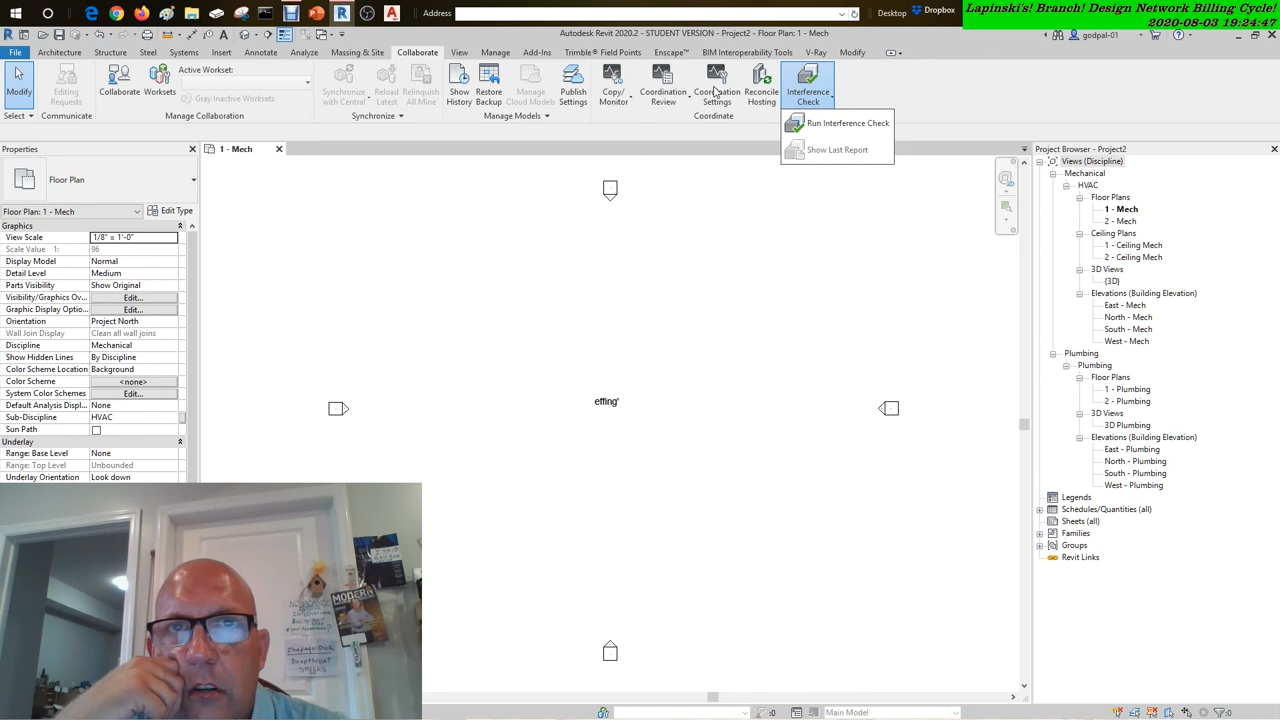 Address
Desktop
Dropbox
Lapinski's! Branch! Design Network Billing Cycle!
2020-08-03 19:24:47
Autodesk Revit 2020.2 - STUDENT VERSION - Project2 - Floor Plan: 1 - Mech
godpal-01
File Architecture Structure Steel Systems Insert Annotate Analyze Massing & Site Collaborate View Manage Add-Ins Trimble® Field Points Enscape™ BIM Interoperability Tools V-Ray Modify
Modify
Editing Requests
Collaborate
Worksets
Active Workset:
Gray Inactive Worksets
Synchronize with Central
Reload Latest
Relinquish All Mine
Show History
Restore Backup
Manage Cloud Models
Publish Settings
Copy/ Monitor
Coordination Review
Coordination Settings
Reconcile Hosting
Interference Check
Select
Communicate
Manage Collaboration
Synchronize
Manage Models
Coordinate
Run Interference Check
Show Last Report
Properties
Floor Plan
Floor Plan: 1 - Mech
Edit Type
Graphics
View Scale 1/8" = 1'-0"
Scale Value 1: 96
Display Model Normal
Detail Level Medium
Parts Visibility Show Original
Visibility/Graphics Ov... Edit...
Graphic Display Optio... Edit...
Orientation Project North
Wall Join Display Clean all wall joins
Discipline Mechanical
Show Hidden Lines By Discipline
Color Scheme Location Background
Color Scheme <none>
System Color Schemes Edit...
Default Analysis Displ... None
Sub-Discipline HVAC
Sun Path
Underlay
Range: Base Level None
Range: Top Level Unbounded
Underlay Orientation Look down
1 - Mech
effing'
Project Browser - Project2
Views (Discipline)
Mechanical
HVAC
Floor Plans
1 - Mech
2 - Mech
Ceiling Plans
1 - Ceiling Mech
2 - Ceiling Mech
3D Views
{3D}
Elevations (Building Elevation)
East - Mech
North - Mech
South - Mech
West - Mech
Plumbing
Plumbing
Floor Plans
1 - Plumbing
2 - Plumbing
3D Views
3D Plumbing
Elevations (Building Elevation)
East - Plumbing
North - Plumbing
South - Plumbing
West - Plumbing
Legends
Schedules/Quantities (all)
Sheets (all)
Families
Groups
Revit Links
MODERN
Chapaquidick
Deepthroat
:0
Main Model
:0